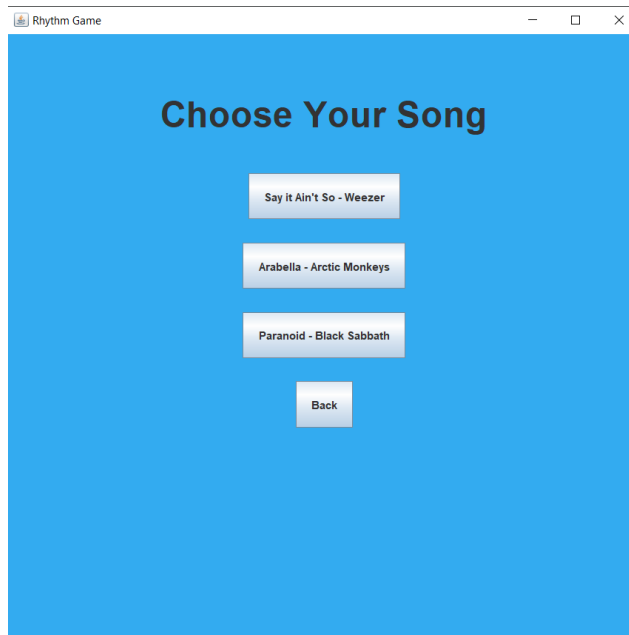 Rhythm Game
Choose Your Song
Say it Ain't So - Weezer
Arabella - Arctic Monkeys
Paranoid - Black Sabbath
Back